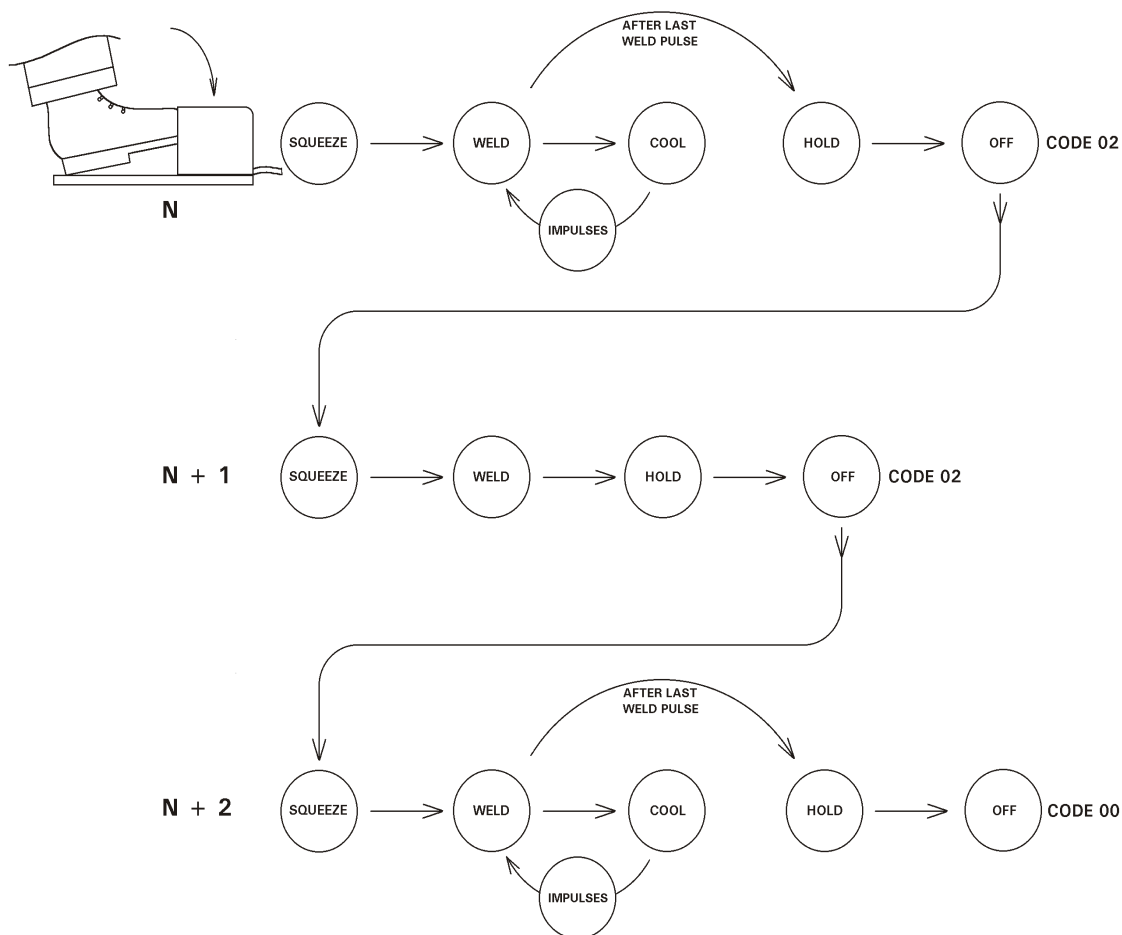 AFTER LAST
WELD PULSE
SQUEEZE
WELD
COOL
HOLD
OFF
CODE 02
N
IMPULSES
N + 1
SQUEEZE
WELD
HOLD
OFF
CODE 02
AFTER LAST
WELD PULSE
N + 2
SQUEEZE
WELD
COOL
HOLD
OFF
CODE 00
IMPULSES